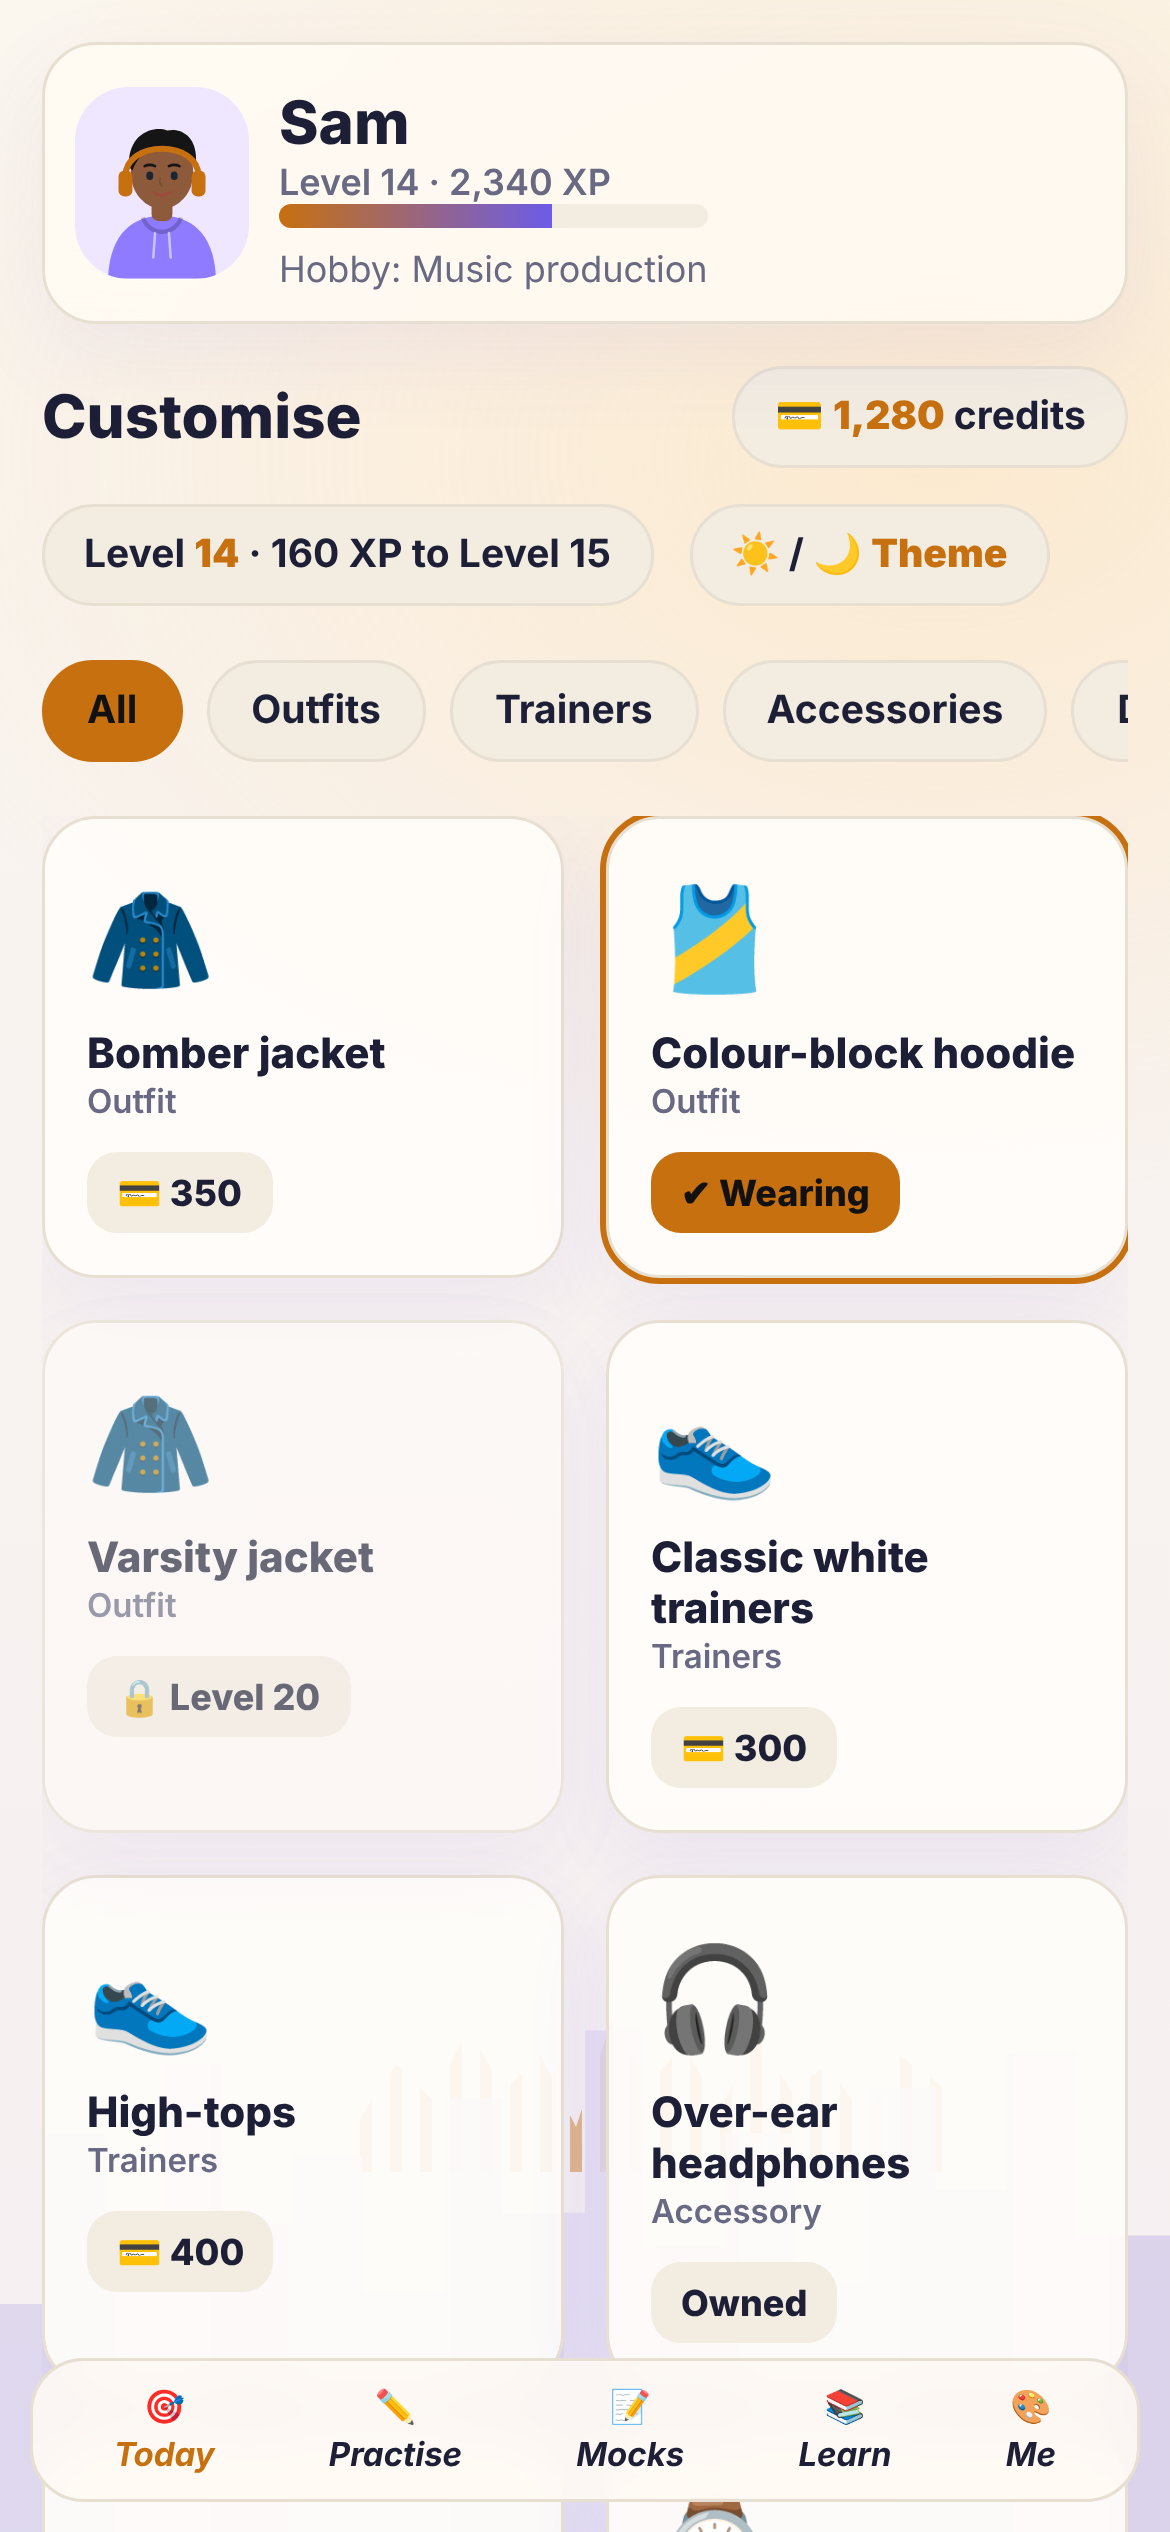 Sam
Level 14 · 2,340 XP
Hobby: Music production
Customise
1,280 credits
Level 14 · 160 XP to Level 15
/ Theme
All
Outfits
Trainers
Accessories
Bomber jacket
Outfit
350
Colour-block hoodie
Outfit
✔ Wearing
Varsity jacket
Outfit
Level 20
Classic white
trainers
Trainers
300
High-tops
Trainers
400
Over-ear
headphones
Accessory
Owned
Today
Practise
Mocks
Learn
Me